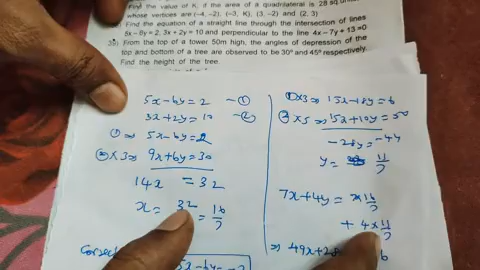 Find the value of K, if the area of a quadrilateral is 28 sq.
whose vertices are (-4, -2), (-3, K), (3, -2) and (2, 3)
Find the equation of a straight line through the intersection of lines
5x-6y=2, 3x+2y=10 and perpendicular to the line 4x-7y+13=0
From the top of a tower 50m high, the angles of depression of the top
and bottom of a tree are observed to be 30° and 45° respectively.
Find the height of the tree.
5x-6y=2 -①
3x+2y=10 -②
①⇒ 5x-6y=2
②×3⇒ 9x+6y=30
14x =32
x= 32 = 16/7
①×3⇒ 15x-18y=6
②×5⇒ 15x+10y=50
-28y=-44
y= 11/7
7x+4y= 7×16/7
+ 4×11/7
⇒ 49x+28